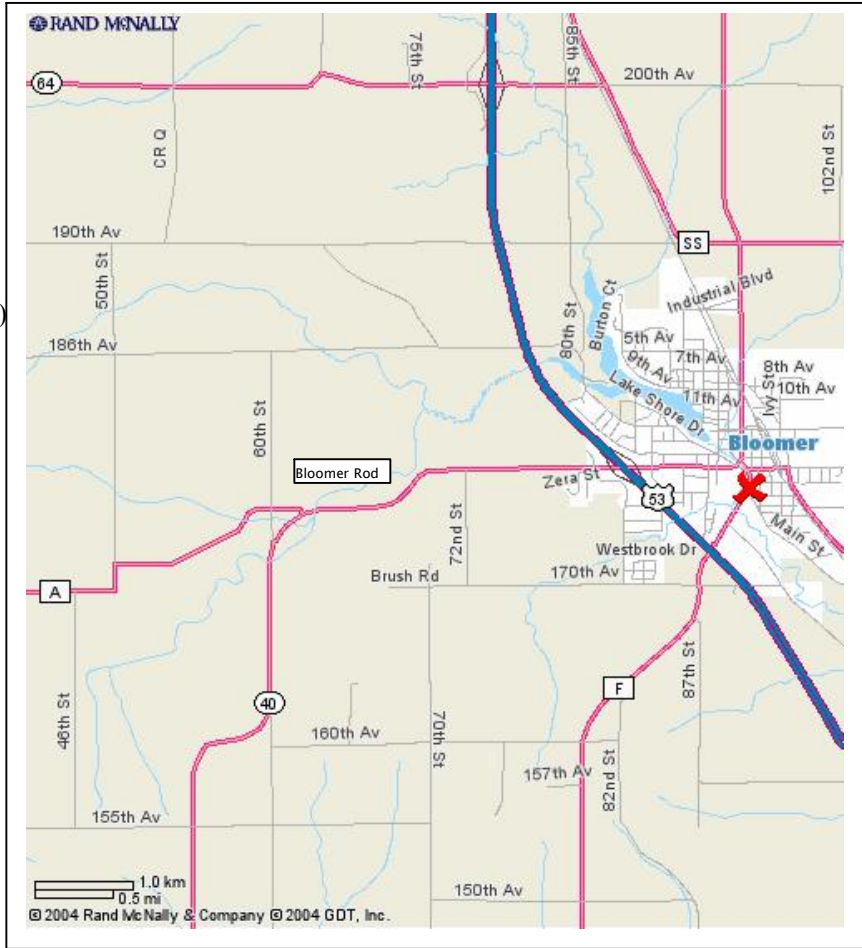 RAND McNALLY
75th St
85th St
64
200th Av
CR Q
102nd St
190th Av
SS
50th St
Industrial Blvd
)
Burton Ct
80th St
5th Av
186th Av
9th Av
7th Av
8th Av
10th Av
Ivy St
11th Av
Lake Shore Dr
60th St
Bloomer
Bloomer Rod
Zera St
53
72nd St
Main St
Westbrook Dr
Brush Rd
170th Av
A
87th St
F
46th St
40
70th St
160th Av
157th Av
82nd St
155th Av
1.0 km
0.5 mi
150th Av
© 2004 Rand McNally & Company © 2004 GDT, Inc.